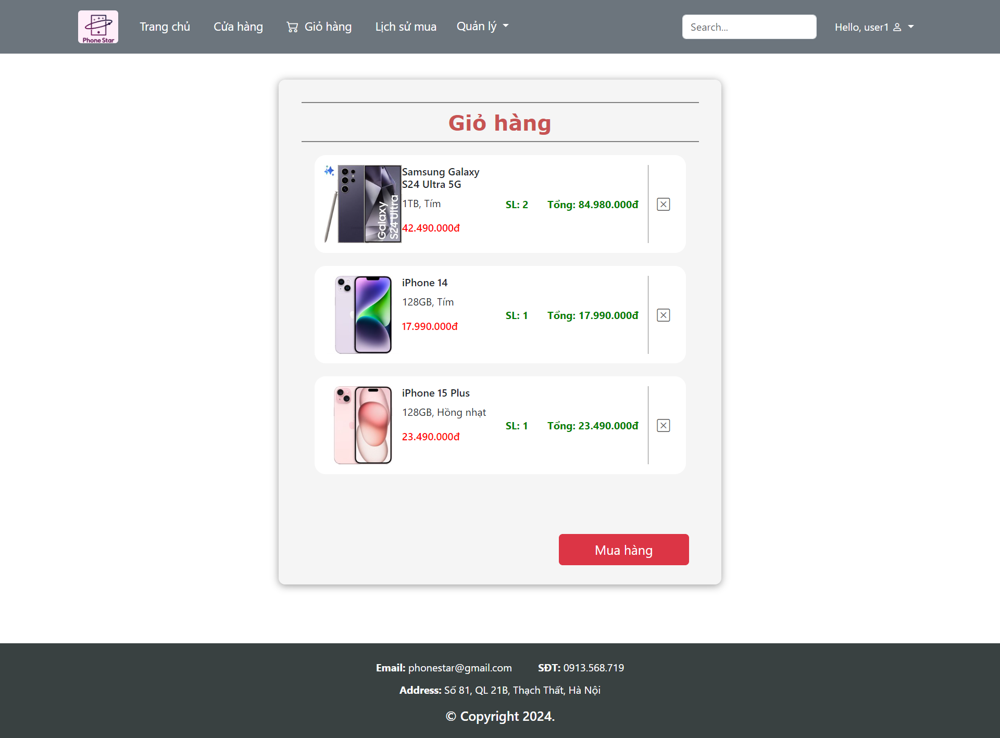 Phone Star
Trang chủ
Cửa hàng
Giỏ hàng
Lịch sử mua
Quản lý
Search...
Hello, user1
Giỏ hàng
Galaxy
S24 Ultra
Samsung Galaxy
S24 Ultra 5G
1TB, Tím
42.490.000đ
SL: 2
Tổng: 84.980.000đ
iPhone 14
128GB, Tím
17.990.000đ
SL: 1
Tổng: 17.990.000đ
iPhone 15 Plus
128GB, Hồng nhạt
23.490.000đ
SL: 1
Tổng: 23.490.000đ
Mua hàng
Email: phonestar@gmail.com
SĐT: 0913.568.719
Address: Số 81, QL 21B, Thạch Thất, Hà Nội
© Copyright 2024.